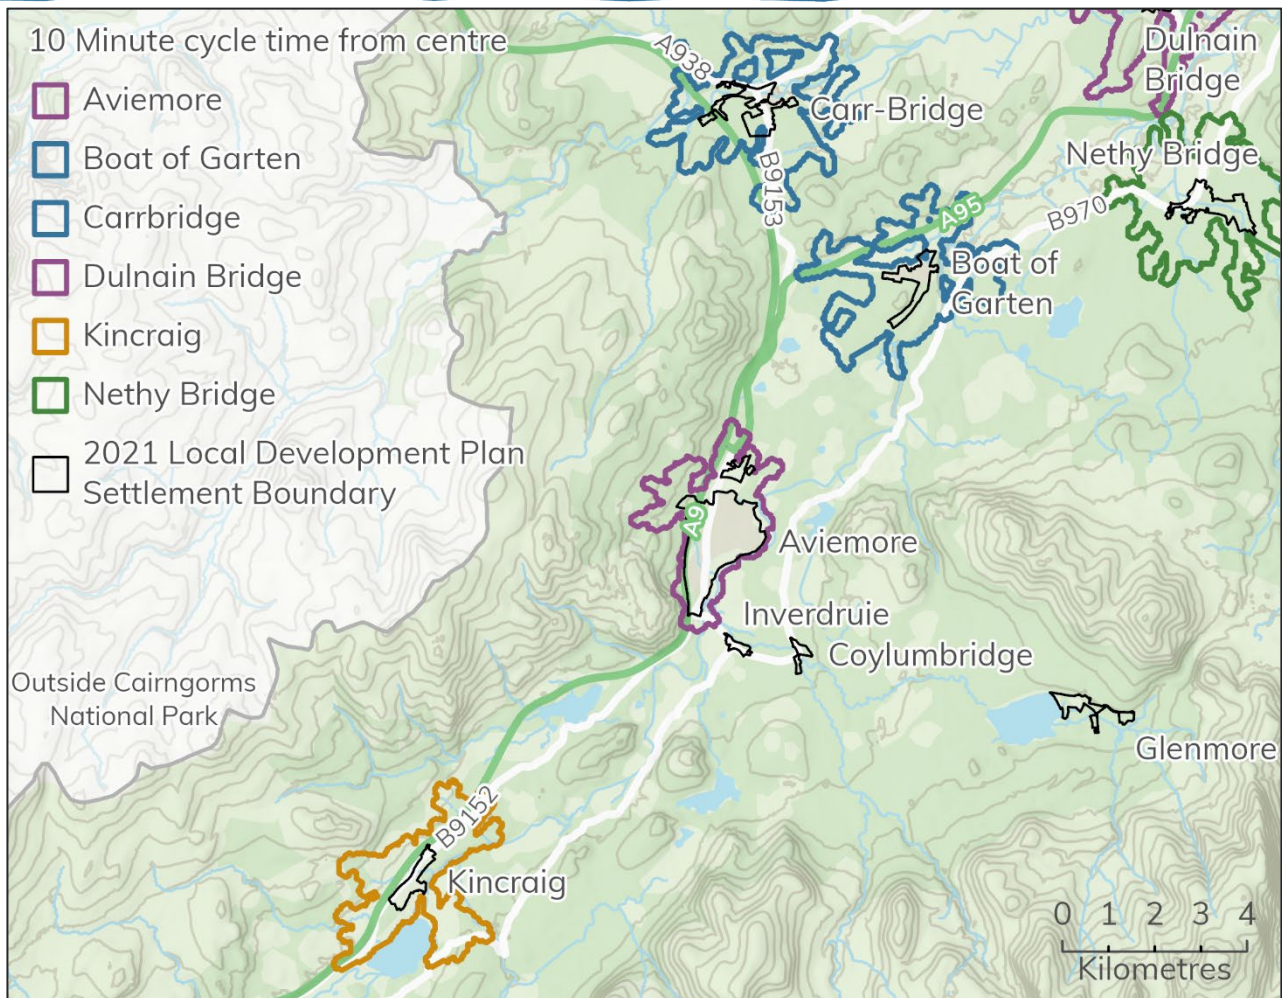 10 Minute cycle time from centre
Aviemore
Boat of Garten
Carrbridge
Dulnain Bridge
Kincraig
Nethy Bridge
2021 Local Development Plan
Settlement Boundary
A938
Carr-Bridge
B9153
Dulnain
Bridge
Nethy Bridge
A95
B970
Boat of
Garten
A9
Aviemore
Inverdruie
Coylumbridge
Outside Cairngorms
National Park
Glenmore
B9152
Kincraig
0 1 2 3 4
Kilometres